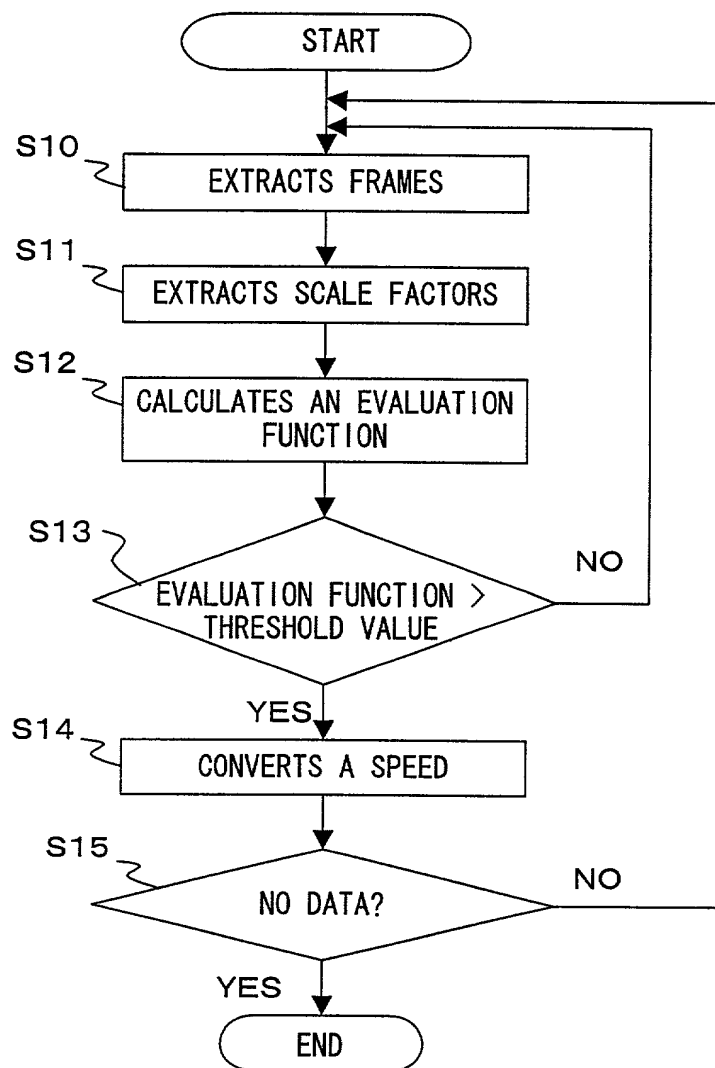 START
S10
EXTRACTS FRAMES
S11
EXTRACTS SCALE FACTORS
S12
CALCULATES AN EVALUATION
FUNCTION
S13
NO
EVALUATION FUNCTION >
THRESHOLD VALUE
YES
S14
CONVERTS A SPEED
S15
NO
NO DATA?
YES
END